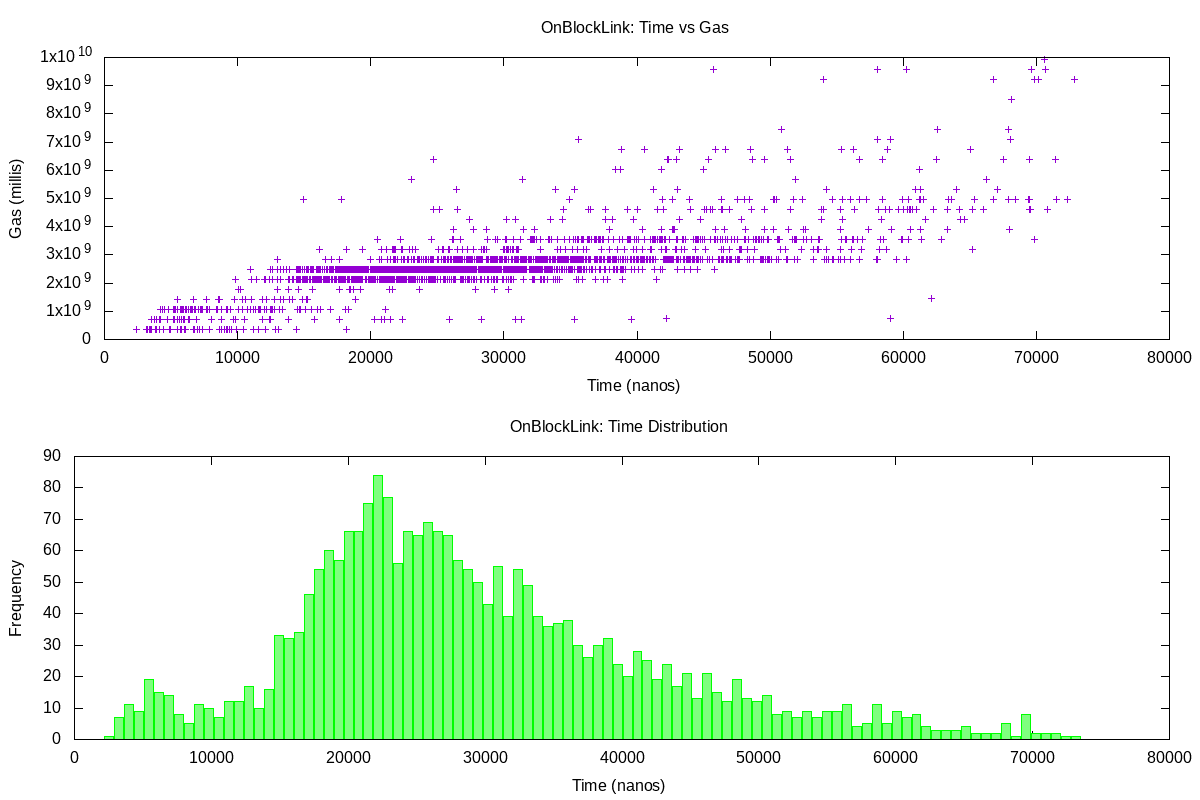 OnBlockLink: Time vs Gas
1x10^10
9x10^9
8x10^9
7x10^9
6x10^9
5x10^9
4x10^9
3x10^9
2x10^9
1x10^9
0
Gas (millis)
0 10000 20000 30000 40000 50000 60000 70000 80000
Time (nanos)
OnBlockLink: Time Distribution
90
80
70
60
50
40
30
20
10
0
Frequency
0 10000 20000 30000 40000 50000 60000 70000 80000
Time (nanos)